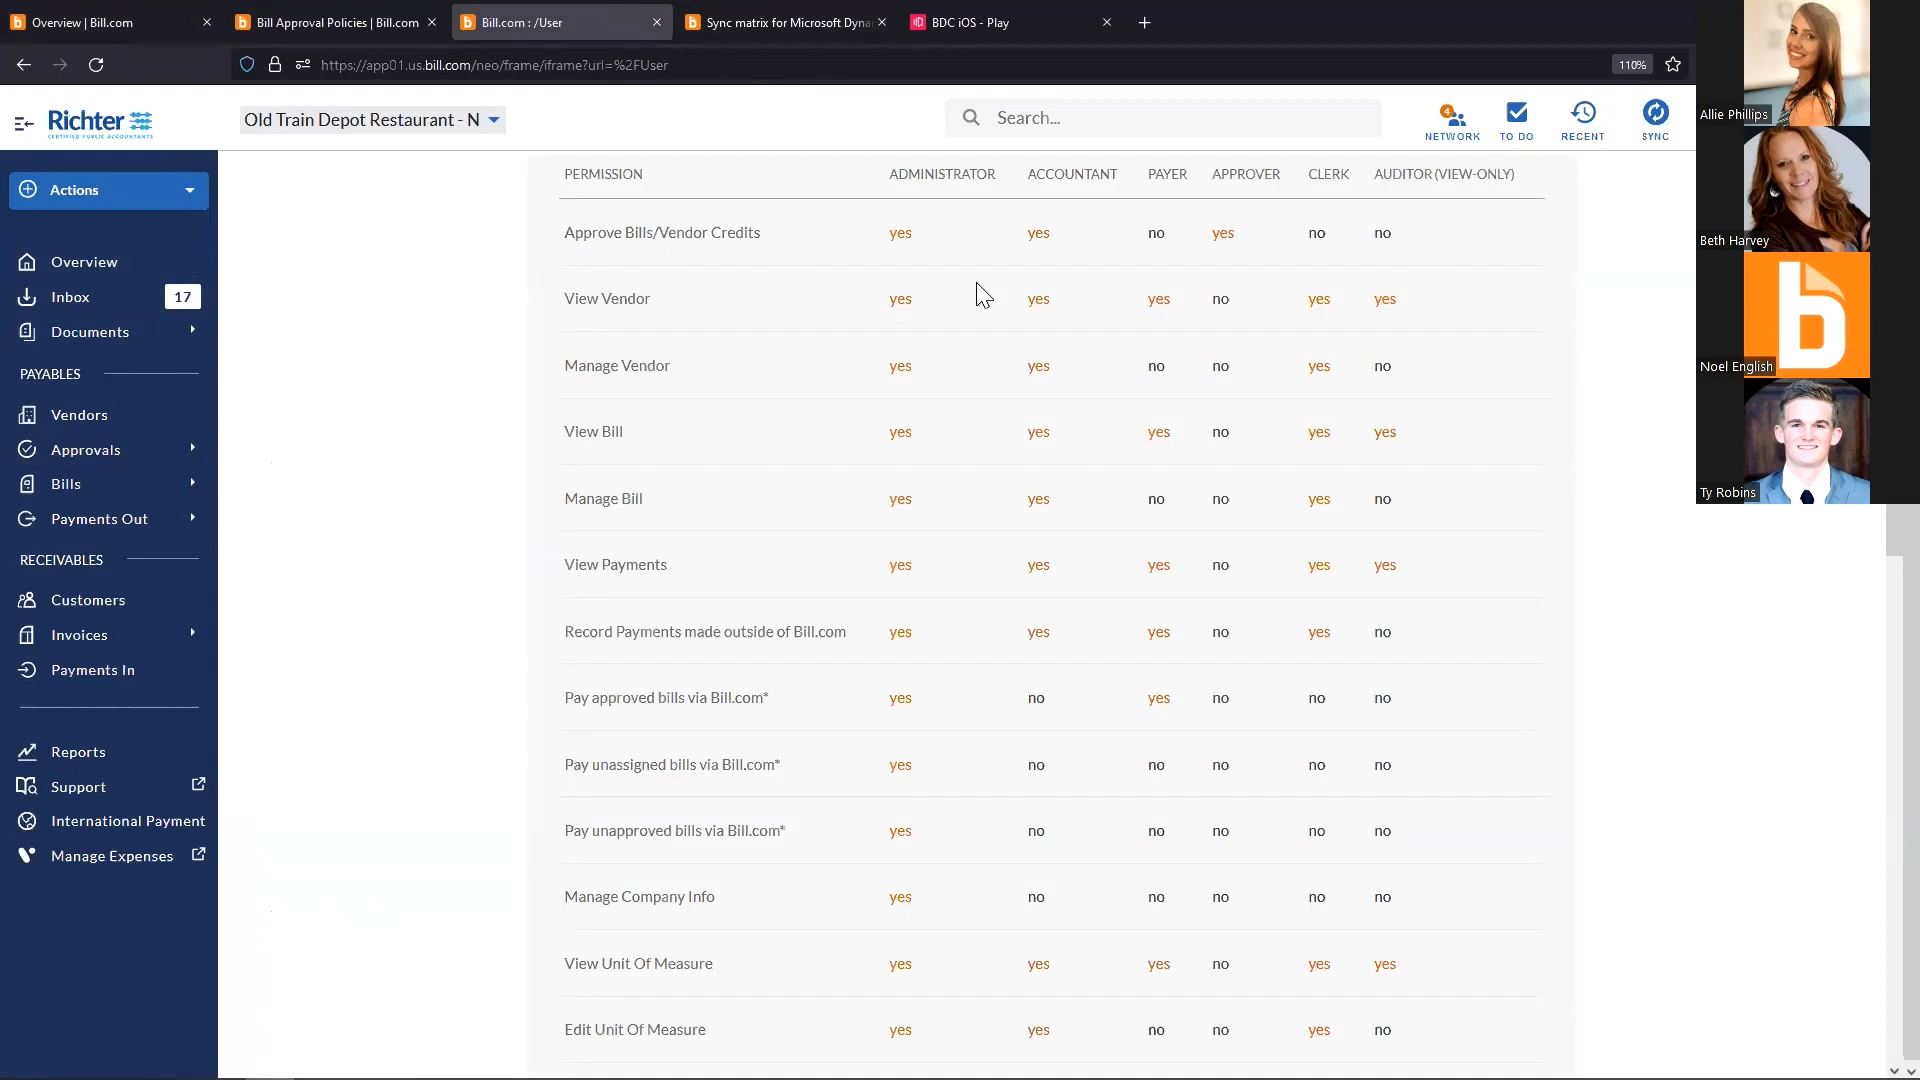 Overview | Bill.com
Bill Approval Policies | Bill.com
Bill.com : /User
Sync matrix for Microsoft Dyna
BDC iOS - Play
https://app01.us.bill.com/neo/frame/iframe?url=%2FUser
110%
Richter
CERTIFIED PUBLIC ACCOUNTANTS
Old Train Depot Restaurant - N
Search...
4
NETWORK
TO DO
RECENT
SYNC
Actions
Overview
Inbox 17
Documents
PAYABLES
Vendors
Approvals
Bills
Payments Out
RECEIVABLES
Customers
Invoices
Payments In
Reports
Support
International Payment
Manage Expenses
PERMISSION ADMINISTRATOR ACCOUNTANT PAYER APPROVER CLERK AUDITOR (VIEW-ONLY)
Approve Bills/Vendor Credits yes yes no yes no no
View Vendor yes yes yes no yes yes
Manage Vendor yes yes no no yes no
View Bill yes yes yes no yes yes
Manage Bill yes yes no no yes no
View Payments yes yes yes no yes yes
Record Payments made outside of Bill.com yes yes yes no yes no
Pay approved bills via Bill.com* yes no yes no no no
Pay unassigned bills via Bill.com* yes no no no no no
Pay unapproved bills via Bill.com* yes no no no no no
Manage Company Info yes no no no no no
View Unit Of Measure yes yes yes no yes yes
Edit Unit Of Measure yes yes no no yes no
Allie Phillips
Beth Harvey
Noel English
Ty Robins